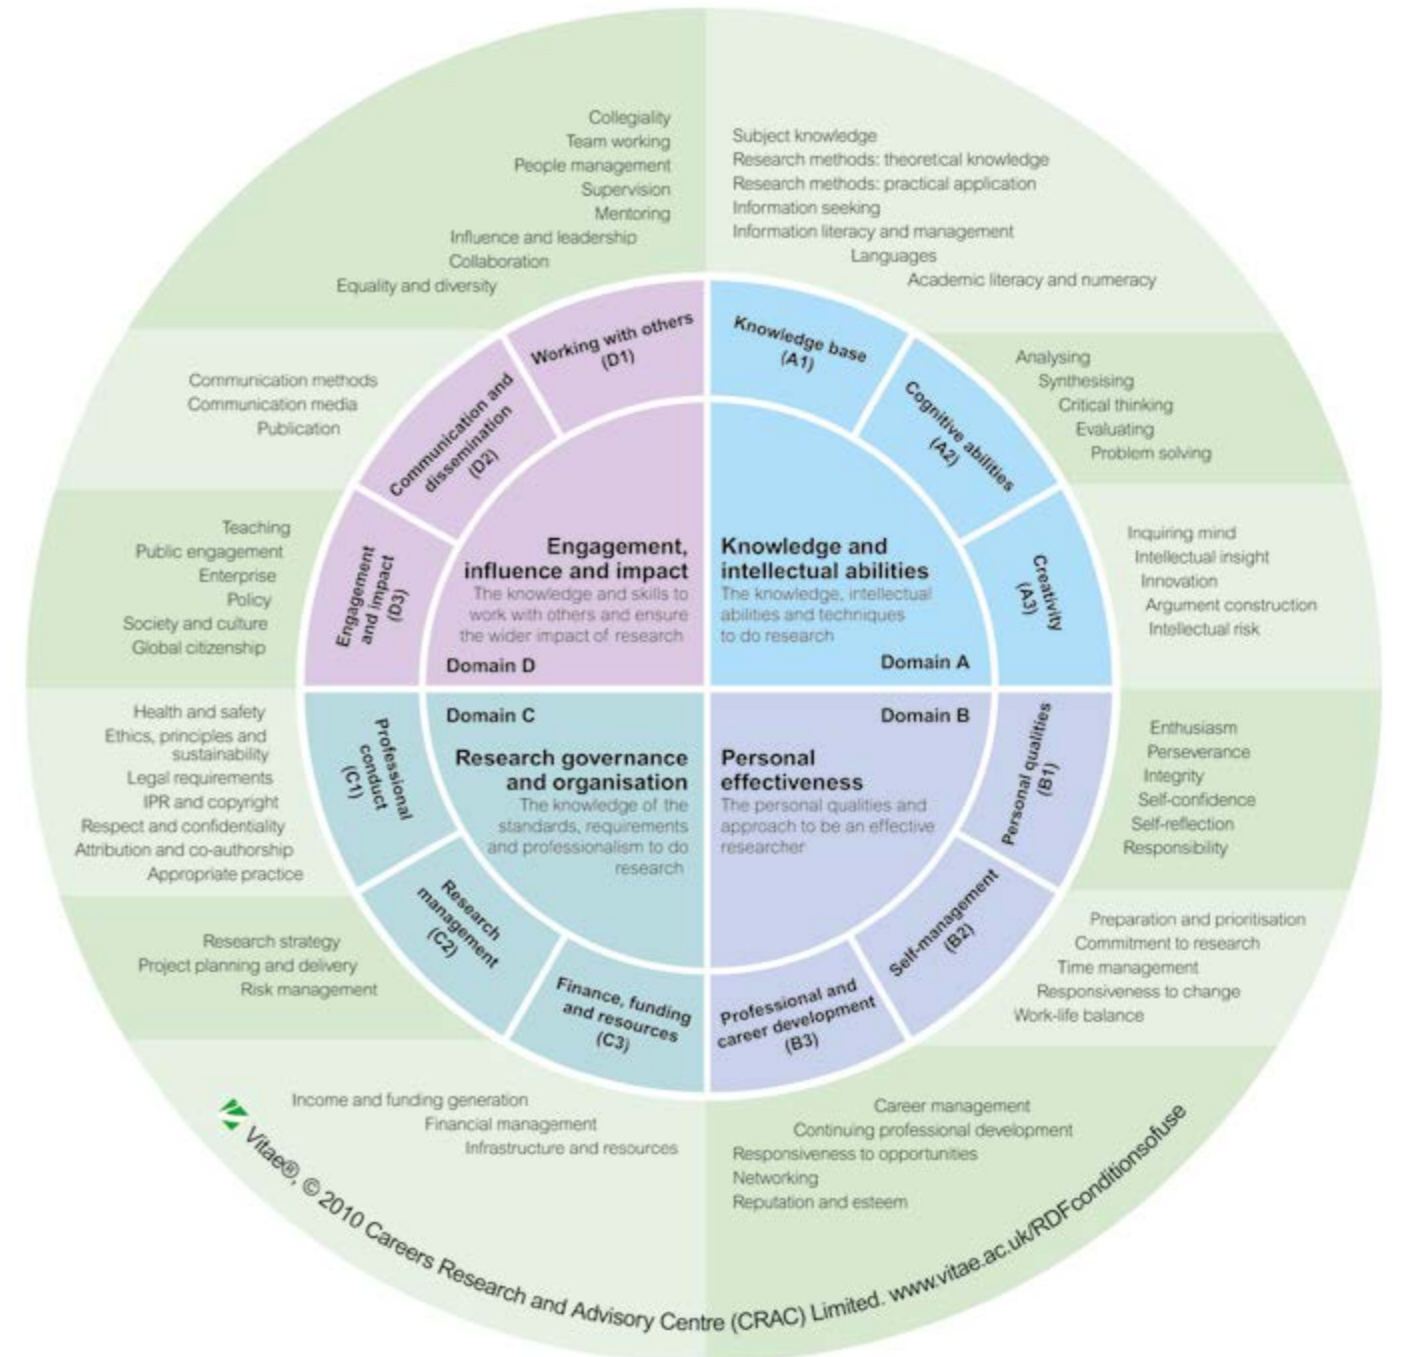 Collegiality
Team working
People management
Supervision
Mentoring
Influence and leadership
Collaboration
Equality and diversity
Subject knowledge
Research methods: theoretical knowledge
Research methods: practical application
Information seeking
Information literacy and management
Languages
Academic literacy and numeracy
Working with others
(D1)
Knowledge base
(A1)
Communication methods
Communication media
Publication
Communication and
dissemination
(D2)
Cognitive abilities
(A2)
Analysing
Synthesising
Critical thinking
Evaluating
Problem solving
Teaching
Public engagement
Enterprise
Policy
Society and culture
Global citizenship
Engagement
and impact
(D3)
Engagement,
influence and impact
The knowledge and skills to
work with others and ensure
the wider impact of research
Domain D
Knowledge and
intellectual abilities
The knowledge, intellectual
abilities and techniques
to do research
Domain A
Creativity
(A3)
Inquiring mind
Intellectual insight
Innovation
Argument construction
Intellectual risk
Health and safety
Ethics, principles and
sustainability
Legal requirements
IPR and copyright
Respect and confidentiality
Attribution and co-authorship
Appropriate practice
Professional
conduct
(C1)
Domain C
Research governance
and organisation
The knowledge of the
standards, requirements
and professionalism to do
research
Domain B
Personal
effectiveness
The personal qualities and
approach to be an effective
researcher
Personal qualities
(B1)
Enthusiasm
Perseverance
Integrity
Self-confidence
Self-reflection
Responsibility
Research strategy
Project planning and delivery
Risk management
Research
management
(C2)
Self-management
(B2)
Preparation and prioritisation
Commitment to research
Time management
Responsiveness to change
Work-life balance
Finance, funding
and resources
(C3)
Professional and
career development
(B3)
Income and funding generation
Financial management
Infrastructure and resources
Career management
Continuing professional development
Responsiveness to opportunities
Networking
Reputation and esteem
Vitae®, © 2010 Careers Research and Advisory Centre (CRAC) Limited. www.vitae.ac.uk/RDFconditionsofuse